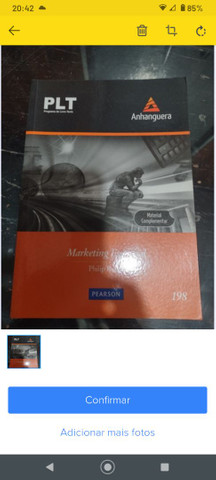 20:42
85%
PLT
Anhanguera
Material
Complementar
Marketing
PEARSON
198
Confirmar
Adicionar mais fotos